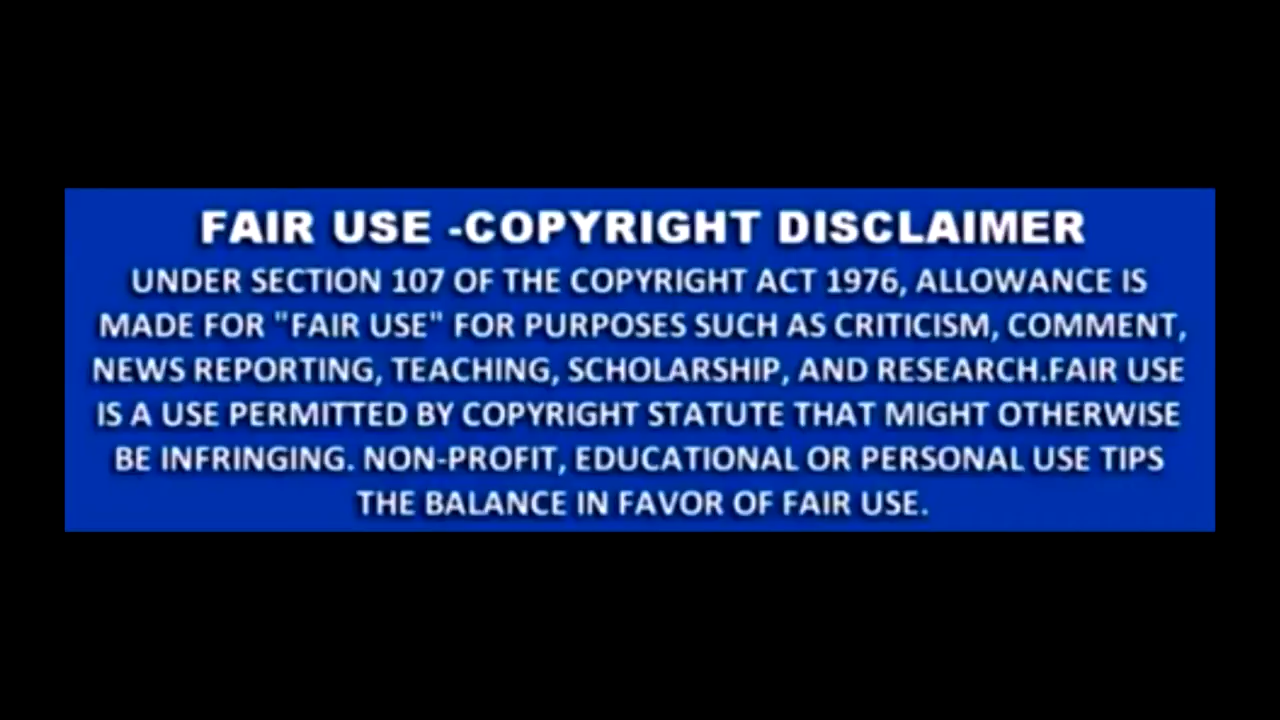 FAIR USE -COPYRIGHT DISCLAIMER
UNDER SECTION 107 OF THE COPYRIGHT ACT 1976, ALLOWANCE IS
MADE FOR "FAIR USE" FOR PURPOSES SUCH AS CRITICISM, COMMENT,
NEWS REPORTING, TEACHING, SCHOLARSHIP, AND RESEARCH.FAIR USE
IS A USE PERMITTED BY COPYRIGHT STATUTE THAT MIGHT OTHERWISE
BE INFRINGING. NON-PROFIT, EDUCATIONAL OR PERSONAL USE TIPS
THE BALANCE IN FAVOR OF FAIR USE.